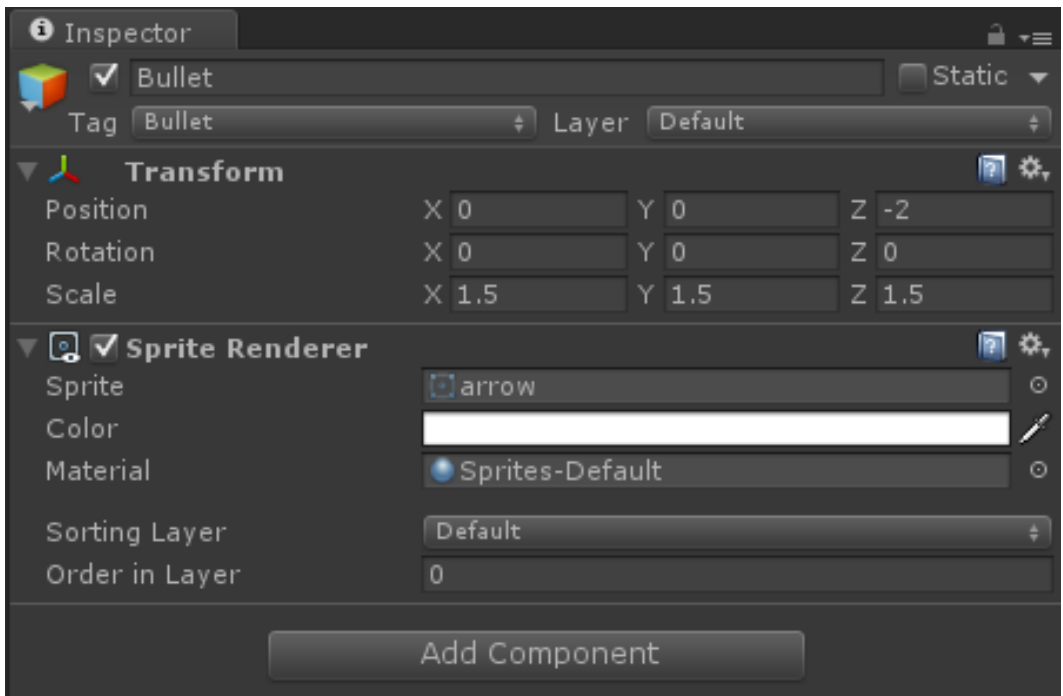 Inspector
Bullet Static
Tag Bullet Layer Default
Transform
Position X 0 Y 0 Z -2
Rotation X 0 Y 0 Z 0
Scale X 1.5 Y 1.5 Z 1.5
Sprite Renderer
Sprite arrow
Color
Material Sprites-Default
Sorting Layer Default
Order in Layer 0
Add Component